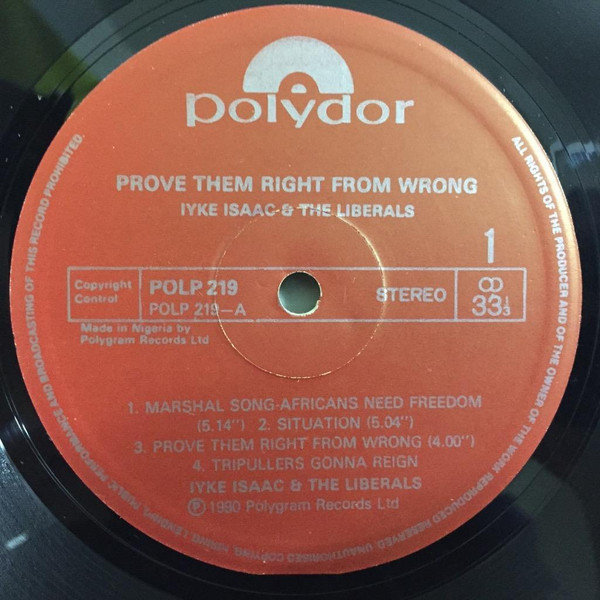 polydor
PROVE THEM RIGHT FROM WRONG
IYKE ISAAC & THE LIBERALS
1
Copyright
Control
POLP 219
POLP 219-A
STEREO
33⅓
Made in Nigeria by
Polygram Records Ltd
1. MARSHAL SONG-AFRICANS NEED FREEDOM
(5.14") 2. SITUATION (5.04")
3. PROVE THEM RIGHT FROM WRONG (4.00")
4. TRIPULLERS GONNA REIGN
IYKE ISAAC & THE LIBERALS
℗ 1990 Polygram Records Ltd
ALL RIGHTS OF THE PRODUCER AND OF THE OWNER OF THE WORK REPRODUCED RESERVED. UNAUTHORISED COPYING, HIRING, LENDING, PUBLIC PERFORMANCE AND BROADCASTING OF THIS RECORD PROHIBITED.